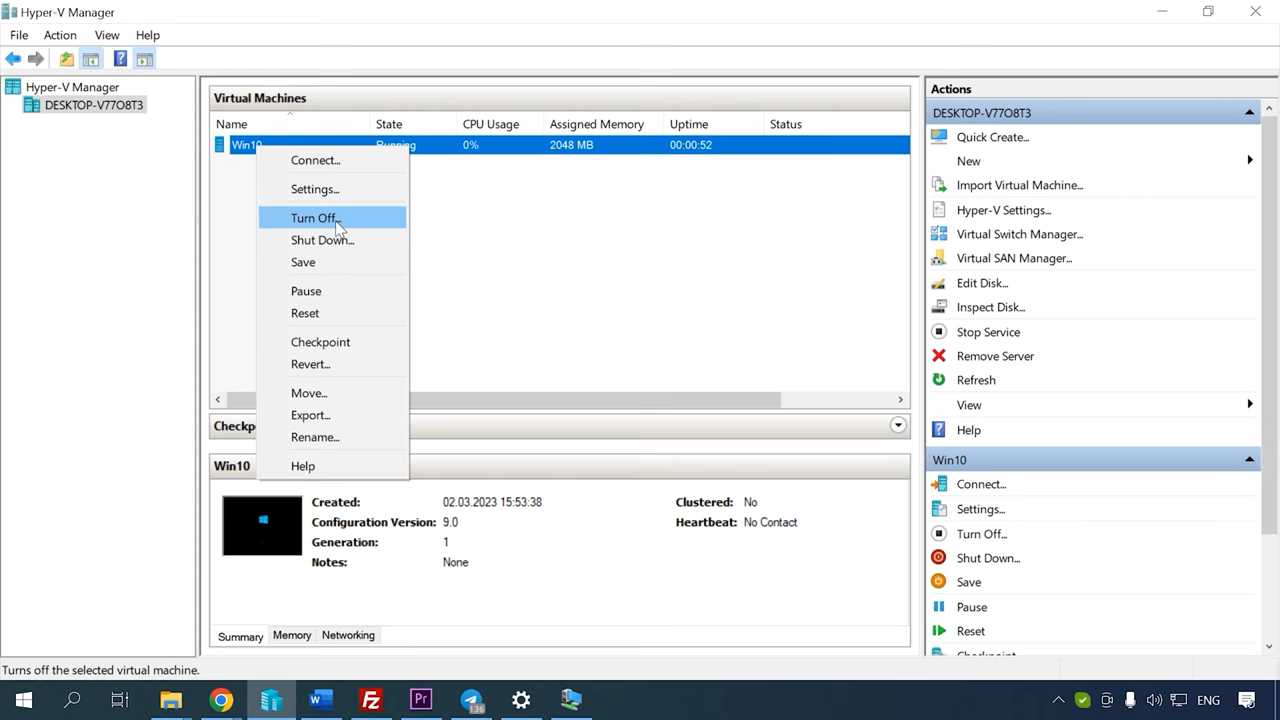 Hyper-V Manager
File Action View Help
Hyper-V Manager
DESKTOP-V77O8T3
Virtual Machines
Name State CPU Usage Assigned Memory Uptime Status
Win10 Running 0% 2048 MB 00:00:52
Connect...
Settings...
Turn Off...
Shut Down...
Save
Pause
Reset
Checkpoint
Revert...
Move...
Export...
Rename...
Help
Win10
Created: 02.03.2023 15:53:38
Configuration Version: 9.0
Generation: 1
Notes: None
Clustered: No
Heartbeat: No Contact
Summary Memory Networking
Actions
DESKTOP-V77O8T3
Quick Create...
New
Import Virtual Machine...
Hyper-V Settings...
Virtual Switch Manager...
Virtual SAN Manager...
Edit Disk...
Inspect Disk...
Stop Service
Remove Server
Refresh
View
Help
Win10
Connect...
Settings...
Turn Off...
Shut Down...
Save
Pause
Reset
Checkpoint
Turns off the selected virtual machine.
W Fz Pr 136 ENG